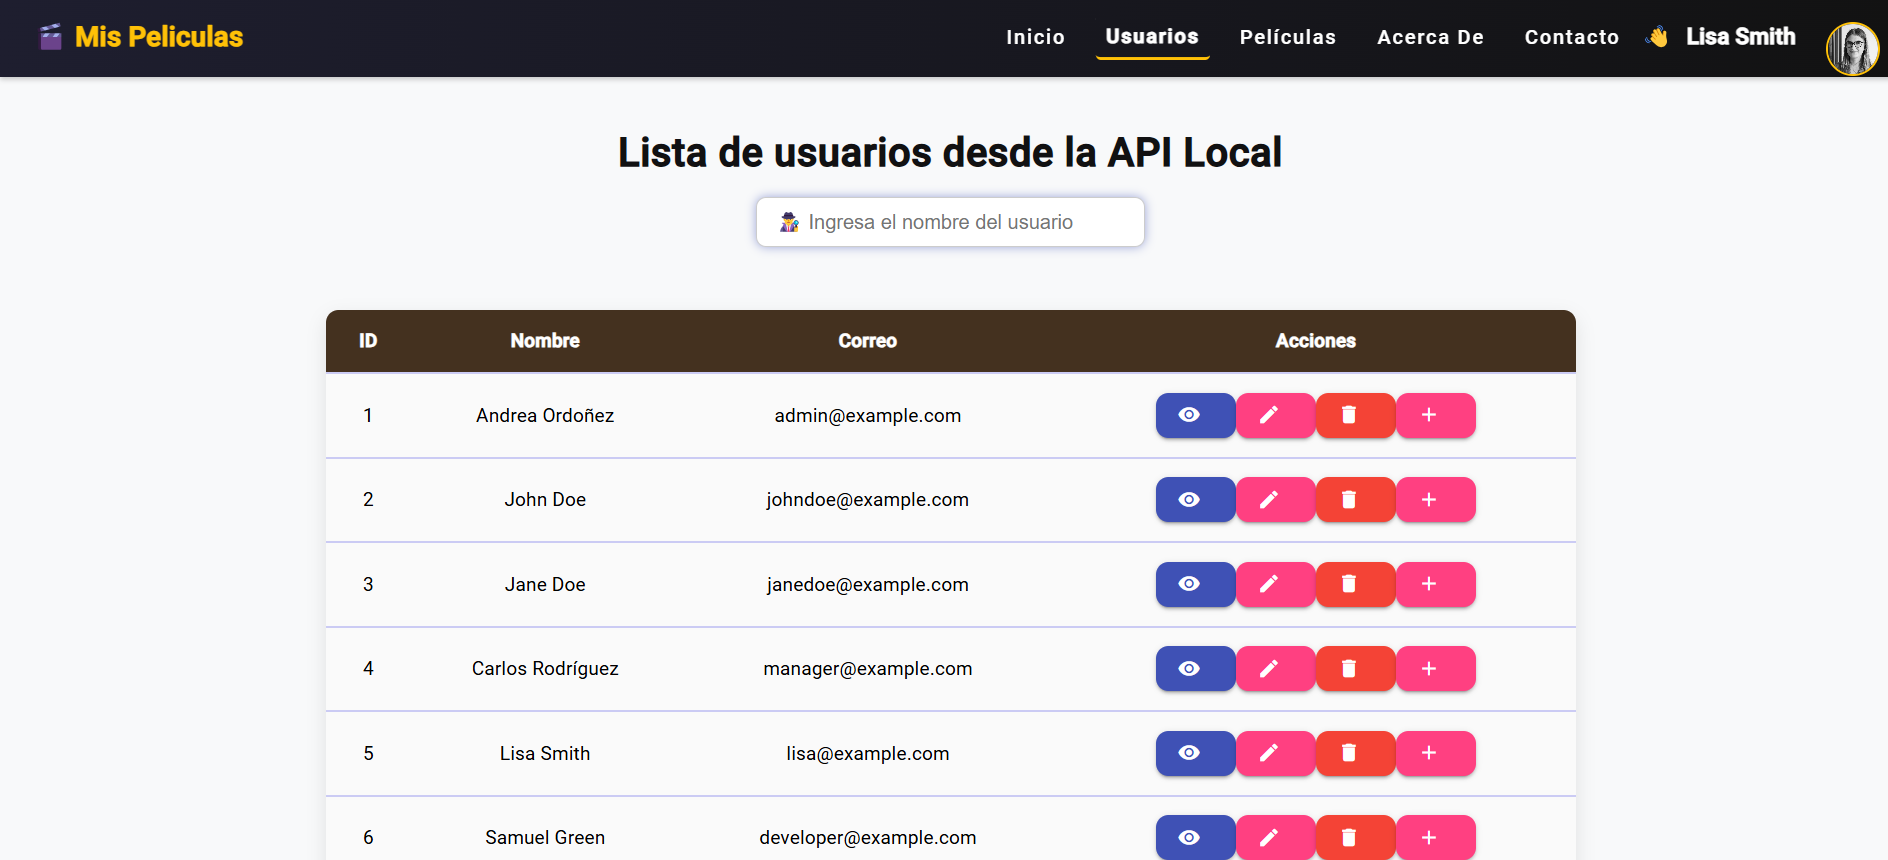 🎬 Mis Peliculas Inicio Usuarios Películas Acerca De Contacto 👋 Lisa Smith
Lista de usuarios desde la API Local
🕵️ Ingresa el nombre del usuario
ID Nombre Correo Acciones
1 Andrea Ordoñez admin@example.com
2 John Doe johndoe@example.com
3 Jane Doe janedoe@example.com
4 Carlos Rodríguez manager@example.com
5 Lisa Smith lisa@example.com
6 Samuel Green developer@example.com